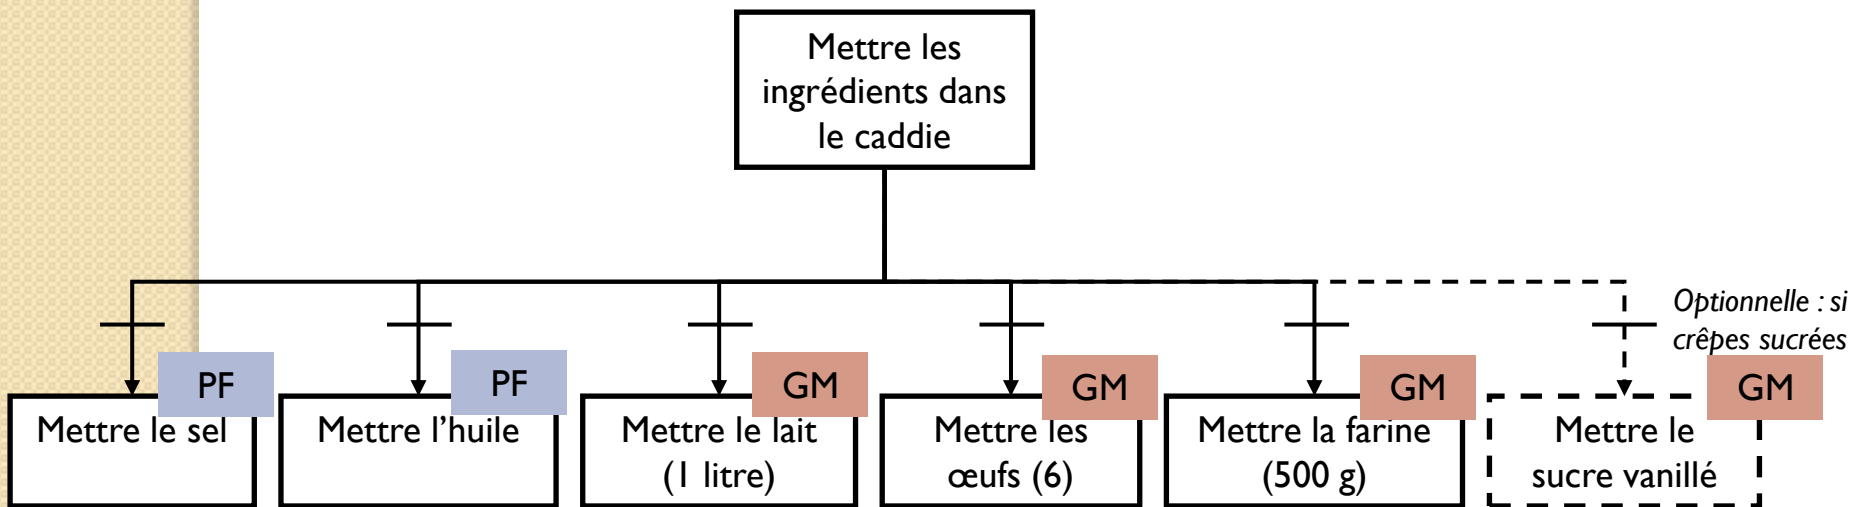 Mettre les
ingrédients dans
le caddie
Optionnelle : si
crêpes sucrées
PF
Mettre le sel
PF
Mettre l’huile
GM
Mettre le lait
(1 litre)
GM
Mettre les
œufs (6)
GM
Mettre la farine
(500 g)
GM
Mettre le
sucre vanillé